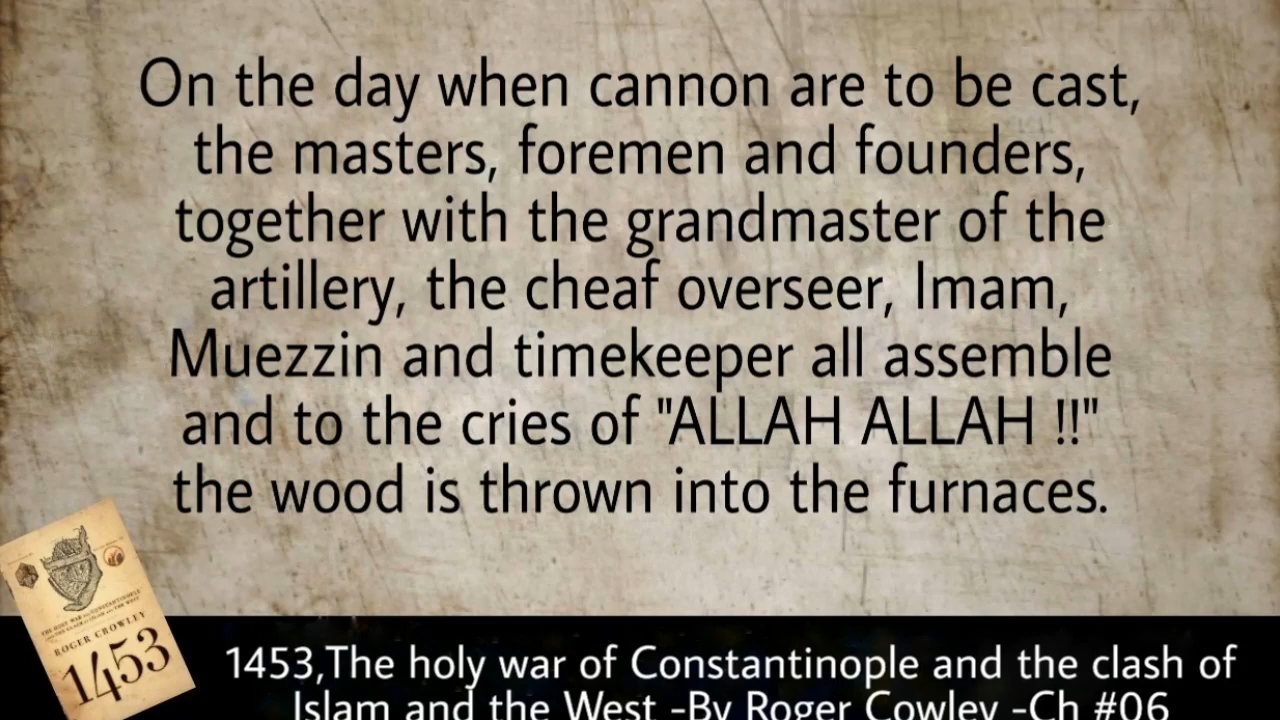 On the day when cannon are to be cast,
the masters, foremen and founders,
together with the grandmaster of the
artillery, the cheaf overseer, Imam,
Muezzin and timekeeper all assemble
and to the cries of "ALLAH ALLAH !!"
the wood is thrown into the furnaces.
ROGER CROWLEY
1453
1453,The holy war of Constantinople and the clash of
Islam and the West -By Roger Cowley -Ch #06